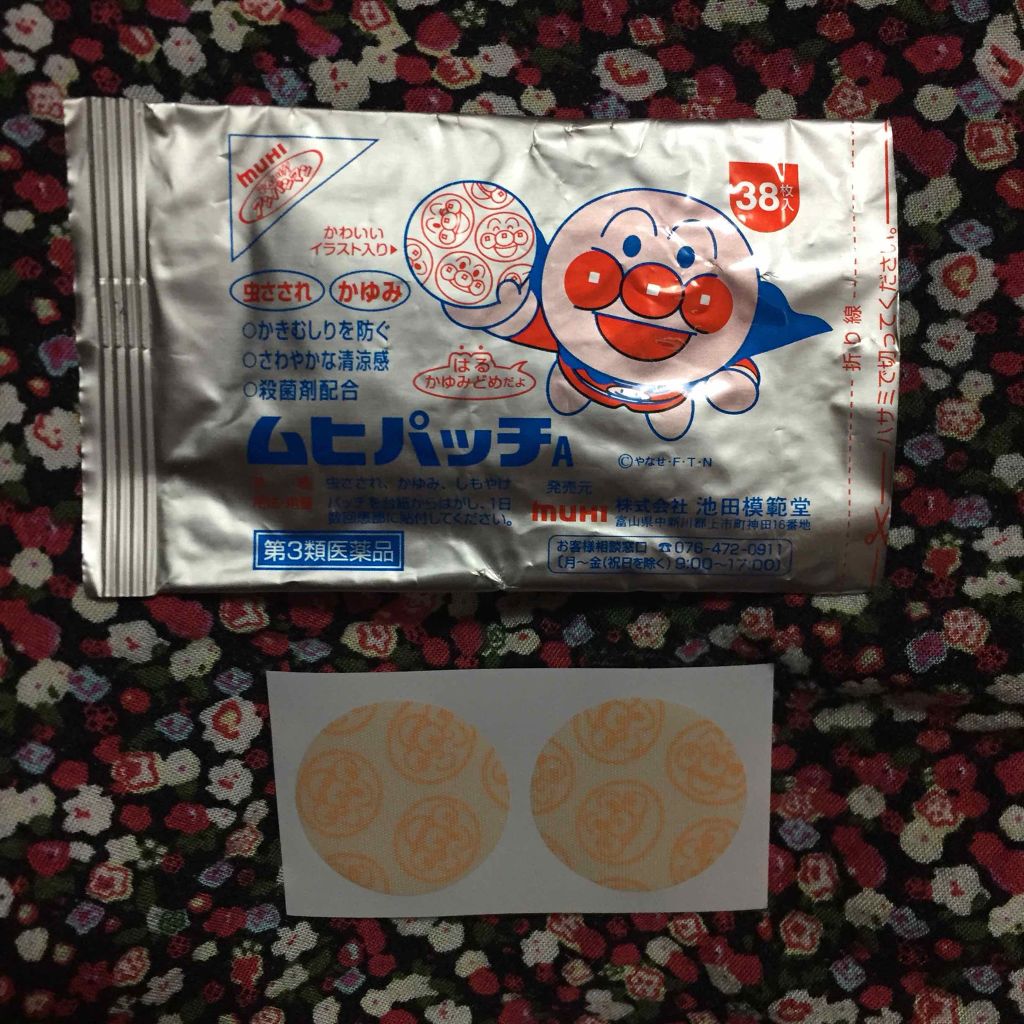 MUHI
アンパンマン
かわいい
イラスト入り▶
38枚入
虫さされ かゆみ
○かきむしりを防ぐ
○さわやかな清涼感
○殺菌剤配合
はる
かゆみどめだよ
ムヒパッチA
©やなせ・F・T・N
虫さされ、かゆみ、しもやけ
パッチを台紙からはがし、1日
数回患部に貼付してください。
第3類医薬品
発売元
MUHI 株式会社 池田模範堂
富山県中新川郡上市町神田16番地
お客様相談窓口 ☎076-472-0911
〔月〜金(祝日を除く) 9:00〜17:00〕
折り線
ハサミで切ってください。